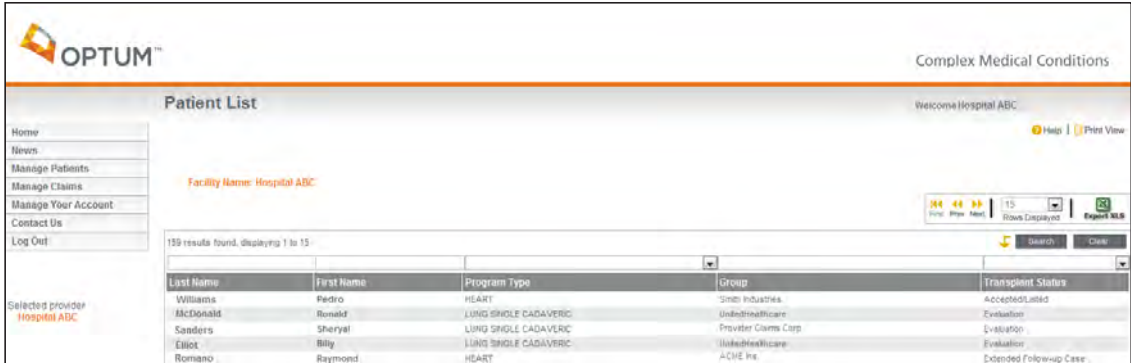 OPTUM™
Complex Medical Conditions
Patient List
Welcome Hospital ABC
Help | Print View
Home
News
Manage Patients
Manage Claims
Manage Your Account
Contact Us
Log Out
Facility Name: Hospital ABC
First Prev Next
15
Rows Displayed
Export XLS
159 results found, displaying 1 to 15
Search Clear
Last Name First Name Program Type Group Transplant Status
Williams Pedro HEART Smith Industries Accepted/Listed
McDonald Ronald LUNG SINGLE CADAVERIC UnitedHealthcare Evaluation
Sanders Sheryal LUNG SINGLE CADAVERIC Provider Claims Corp Evaluation
Elliot Billy LUNG SINGLE CADAVERIC UnitedHealthcare Evaluation
Romano Raymond HEART ACME Inc. Extended Follow-up Case
Selected provider
Hospital ABC